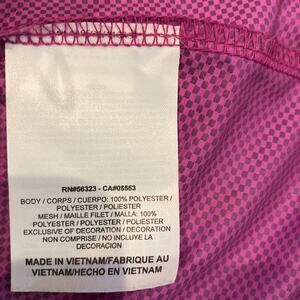 RN#56323 - CA#05553
BODY / CORPS / CUERPO: 100% POLYESTER /
POLYESTER / POLIESTER
MESH / MAILLE FILET / MALLA: 100%
POLYESTER / POLYESTER / POLIESTER
EXCLUSIVE OF DECORATION / DECORATION
NON COMPRISE / NO INCLUYE LA
DECORACION
MADE IN VIETNAM/FABRIQUE AU
VIETNAM/HECHO EN VIETNAM